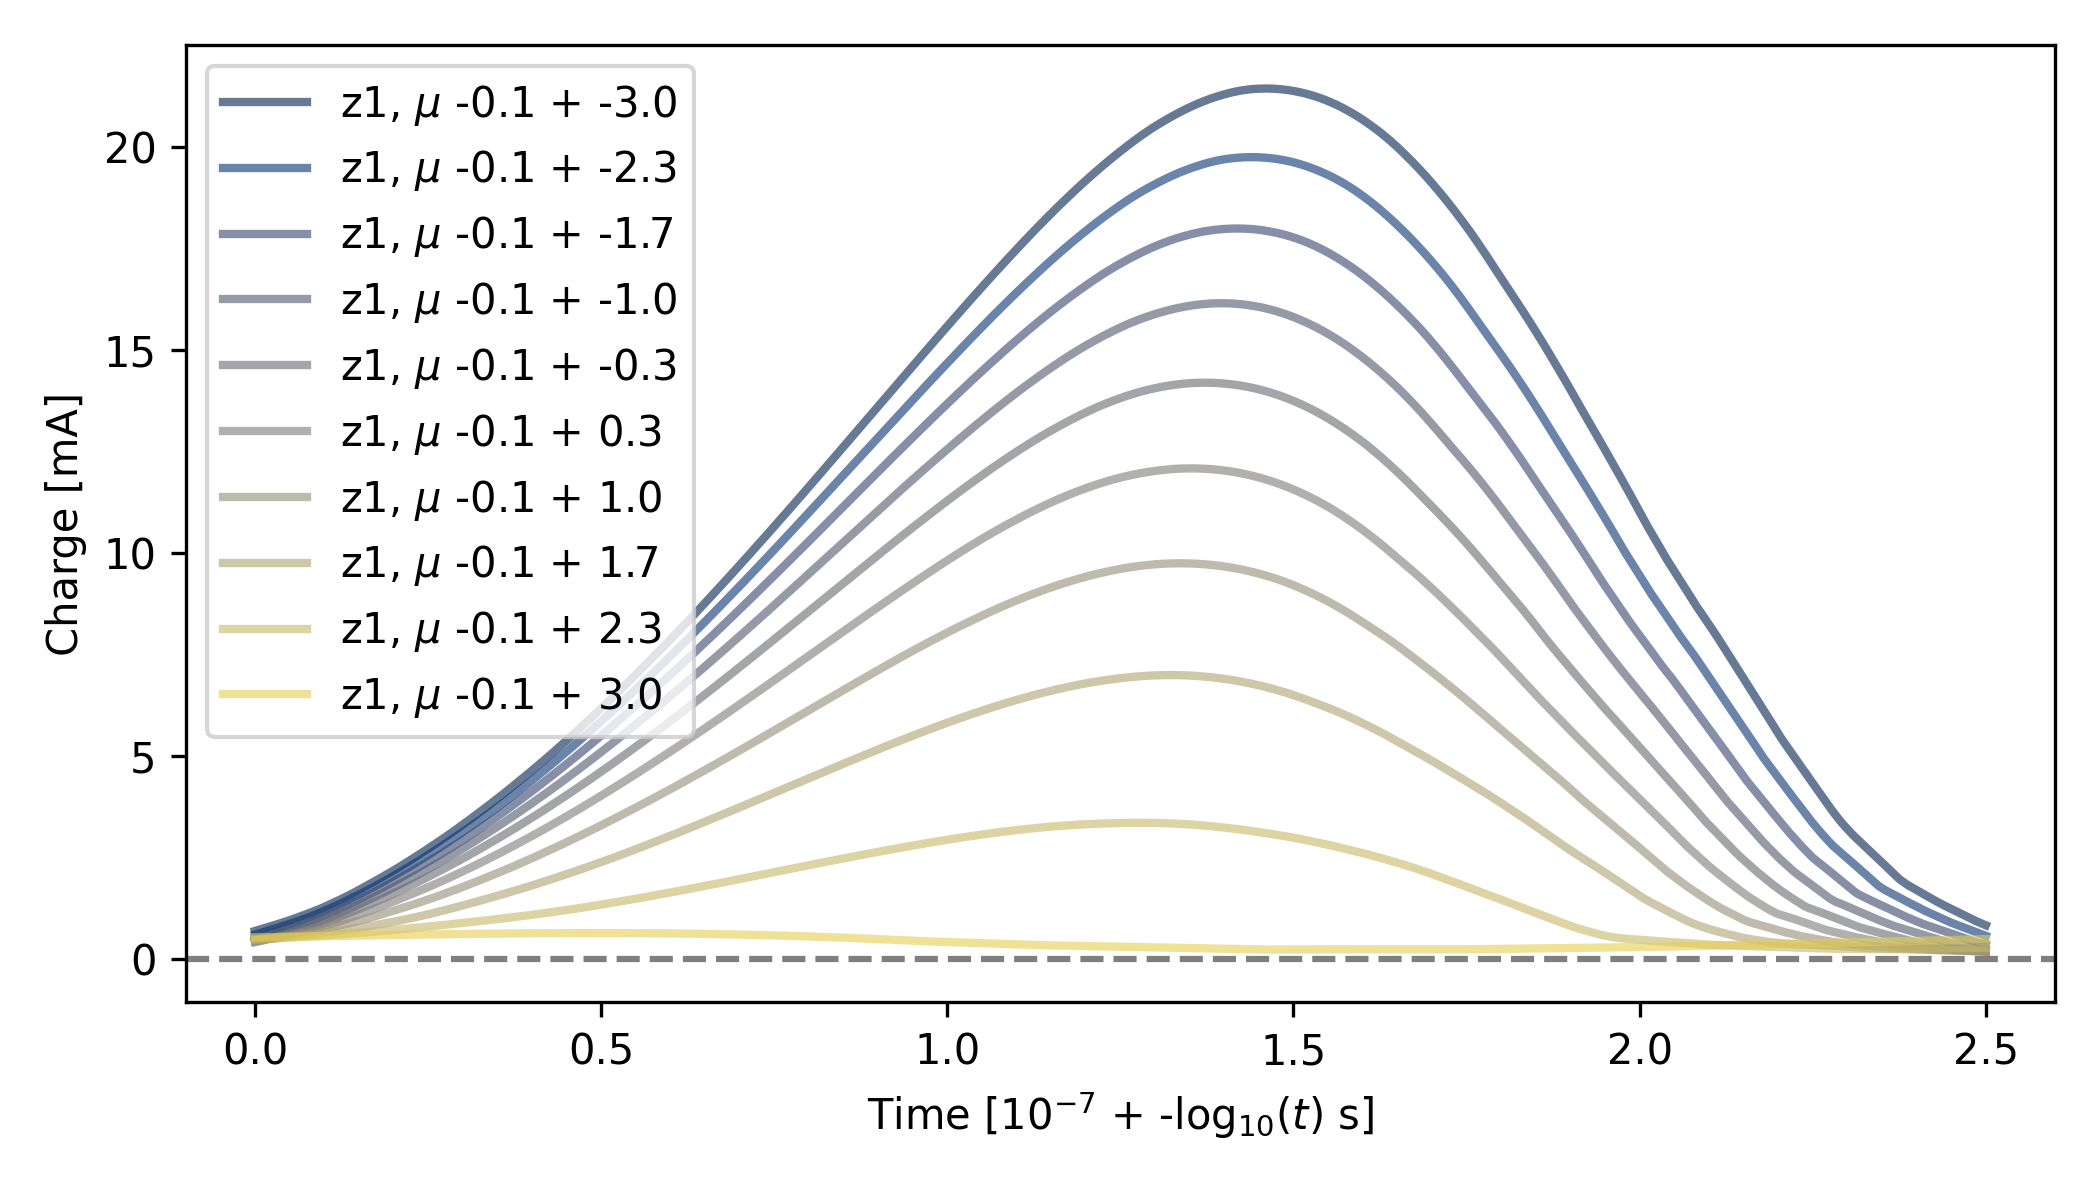 z1, μ -0.1 + -3.0
z1, μ -0.1 + -2.3
z1, μ -0.1 + -1.7
z1, μ -0.1 + -1.0
z1, μ -0.1 + -0.3
z1, μ -0.1 + 0.3
z1, μ -0.1 + 1.0
z1, μ -0.1 + 1.7
z1, μ -0.1 + 2.3
z1, μ -0.1 + 3.0
Charge [mA]
20
15
10
5
0
0.0 0.5 1.0 1.5 2.0 2.5
Time [10⁻⁷ + -log₁₀(t) s]